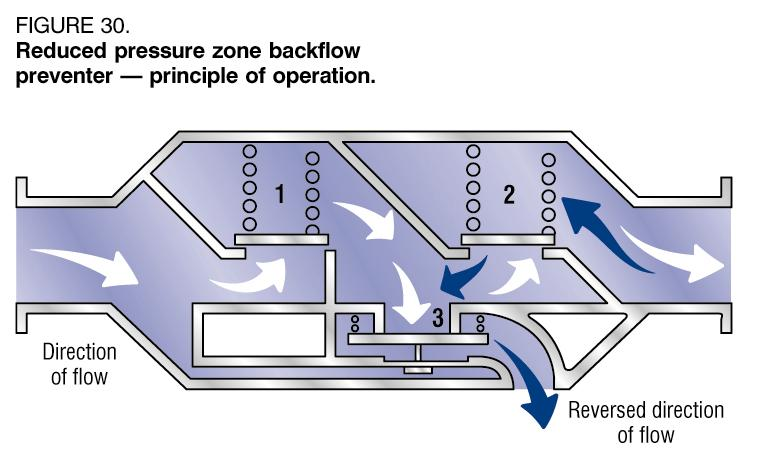 FIGURE 30.
Reduced pressure zone backflow
preventer — principle of operation.
1
2
3
Direction
of flow
Reversed direction
of flow